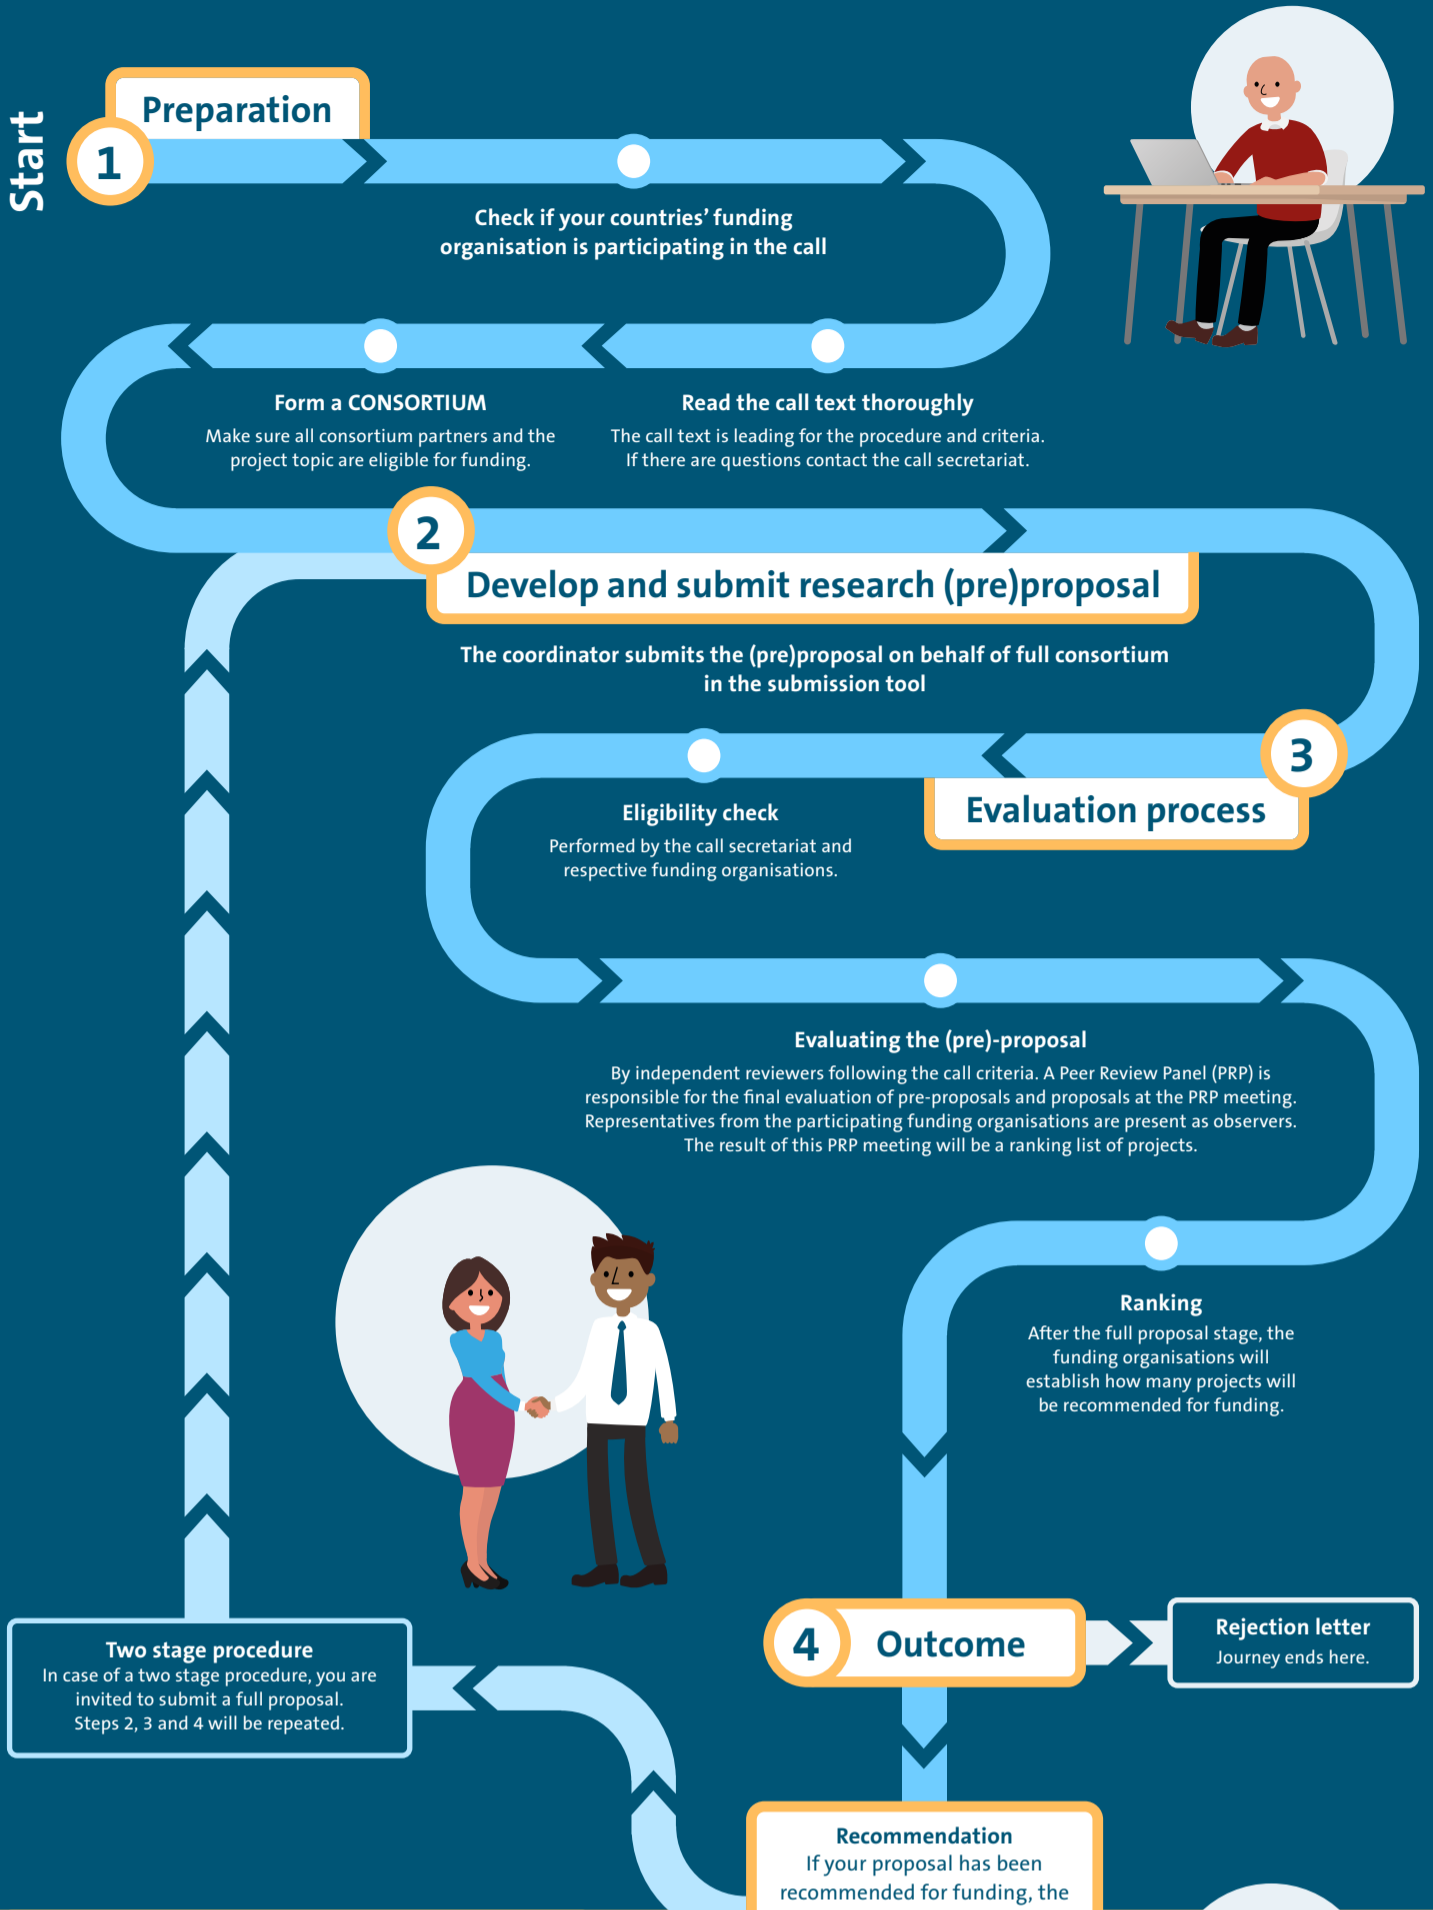 Start
Preparation
1
Check if your countries’ funding
organisation is participating in the call
Form a CONSORTIUM
Make sure all consortium partners and the
project topic are eligible for funding.
Read the call text thoroughly
The call text is leading for the procedure and criteria.
If there are questions contact the call secretariat.
2
Develop and submit research (pre)proposal
The coordinator submits the (pre)proposal on behalf of full consortium
in the submission tool
3
Evaluation process
Eligibility check
Performed by the call secretariat and
respective funding organisations.
Evaluating the (pre)-proposal
By independent reviewers following the call criteria. A Peer Review Panel (PRP) is
responsible for the final evaluation of pre-proposals and proposals at the PRP meeting.
Representatives from the participating funding organisations are present as observers.
The result of this PRP meeting will be a ranking list of projects.
Ranking
After the full proposal stage, the
funding organisations will
establish how many projects will
be recommended for funding.
4
Outcome
Rejection letter
Journey ends here.
Two stage procedure
In case of a two stage procedure, you are
invited to submit a full proposal.
Steps 2, 3 and 4 will be repeated.
Recommendation
If your proposal has been
recommended for funding, the